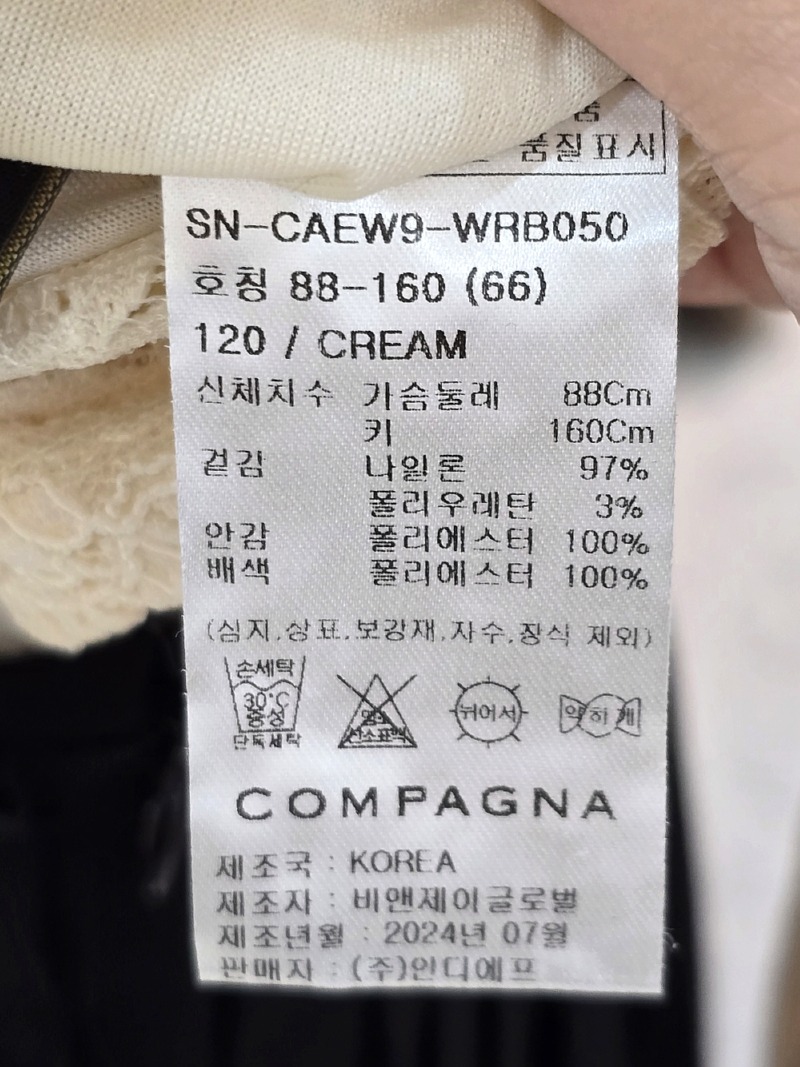 품질표시
SN-CAEW9-WRB050
호칭 88-160 (66)
120 / CREAM
신체치수 가슴둘레 88Cm
키 160Cm
겉감 나일론 97%
폴리우레탄 3%
안감 폴리에스터 100%
배색 폴리에스터 100%
(심지,상표,보강재,자수,장식 제외)
손세탁
30°C
중성
단독세탁
염소
산소표백
뉘어서
약하게
COMPAGNA
제조국 : KOREA
제조자 : 비앤제이글로벌
제조년월 : 2024년 07월
판매자 : (주)인디에프